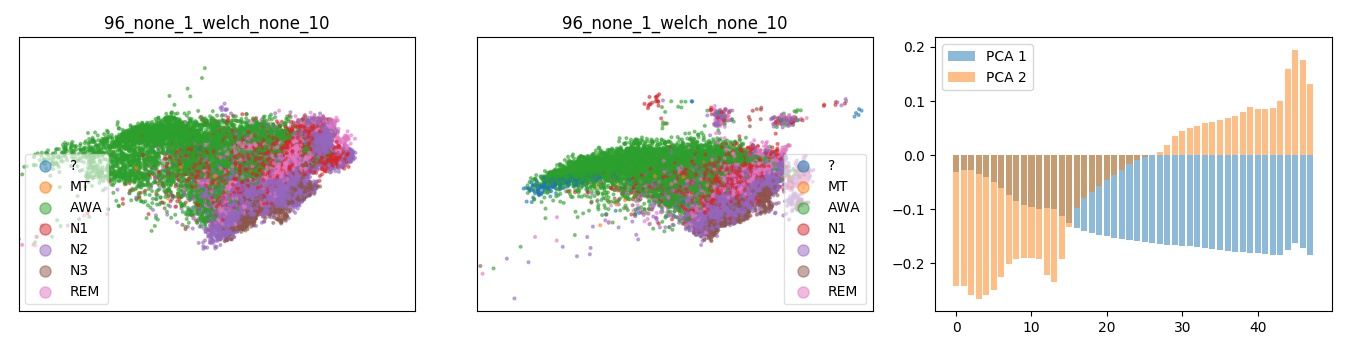 96_none_1_welch_none_10
?
MT
AWA
N1
N2
N3
REM
96_none_1_welch_none_10
?
MT
AWA
N1
N2
N3
REM
PCA 1
PCA 2
0.2
0.1
0.0
−0.1
−0.2
0 10 20 30 40